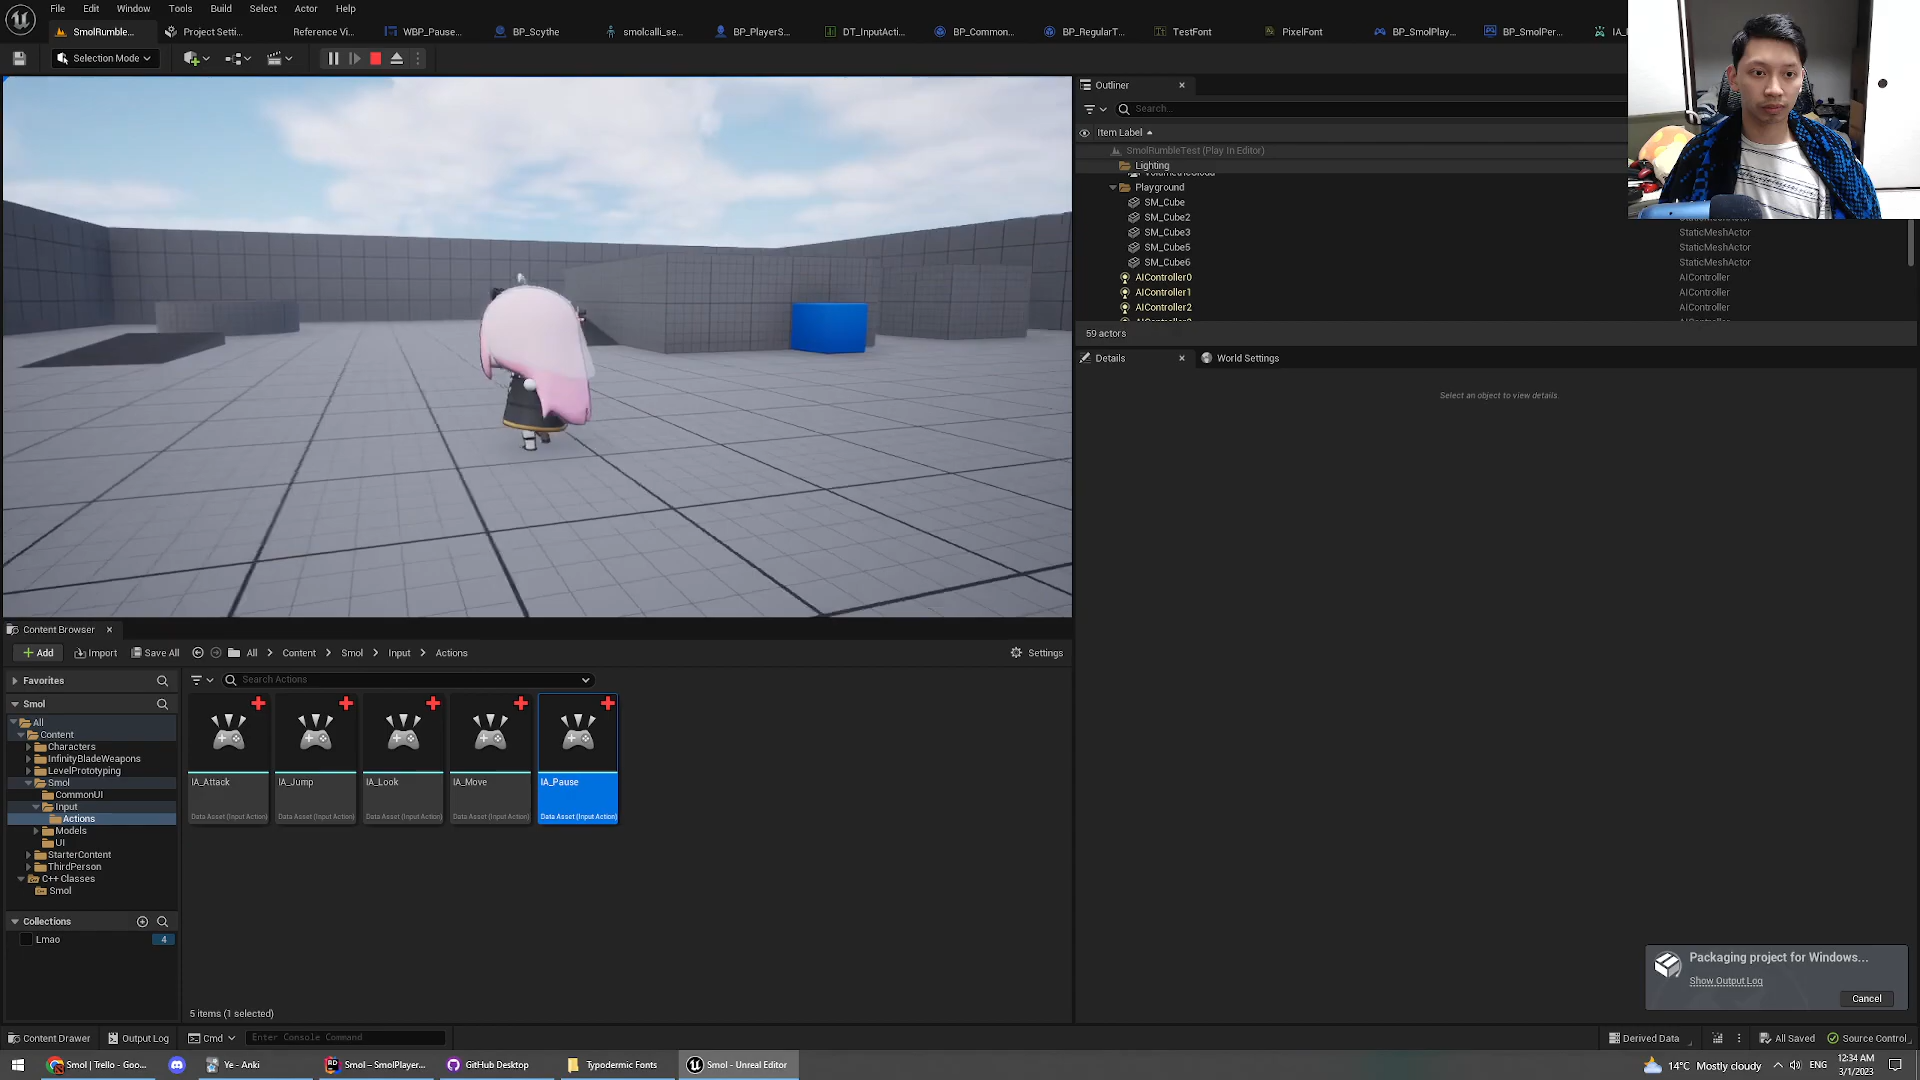 File Edit Window Tools Build Select Actor Help
SmolRumble... Project Setti... Reference Vi... WBP_Pause... BP_Scythe smolcalli_se... BP_PlayerS... DT_InputActi... BP_Common... BP_RegularT... TestFont PixelFont BP_SmolPlay... BP_SmolPer...
Selection Mode
Outliner
Search...
Item Label
SmolRumbleTest (Play In Editor)
Lighting
Playground
SM_Cube
SM_Cube2
SM_Cube3 StaticMeshActor
SM_Cube5 StaticMeshActor
SM_Cube6 StaticMeshActor
AIController0 AIController
AIController1 AIController
AIController2 AIController
59 actors
Details World Settings
Select an object to view details.
Content Browser
Add Import Save All All Content Smol Input Actions Settings
Favorites
Search Actions
Smol
All
Content
Characters
InfinityBladeWeapons
LevelPrototyping
Smol
CommonUI
Input
Actions
Models
UI
StarterContent
ThirdPerson
C++ Classes
Smol
IA_Attack IA_Jump IA_Look IA_Move IA_Pause
Data Asset (Input Action) Data Asset (Input Action) Data Asset (Input Action) Data Asset (Input Action) Data Asset (Input Action)
Collections
Lmao 4
5 items (1 selected)
Packaging project for Windows...
Show Output Log
Cancel
Content Drawer Output Log Cmd Enter Console Command Derived Data All Saved Source Control
Smol | Trello - Goo... Ye - Anki Smol – SmolPlayer... GitHub Desktop Typodermic Fonts Smol - Unreal Editor 14°C Mostly cloudy ENG 12:34 AM
3/1/2023